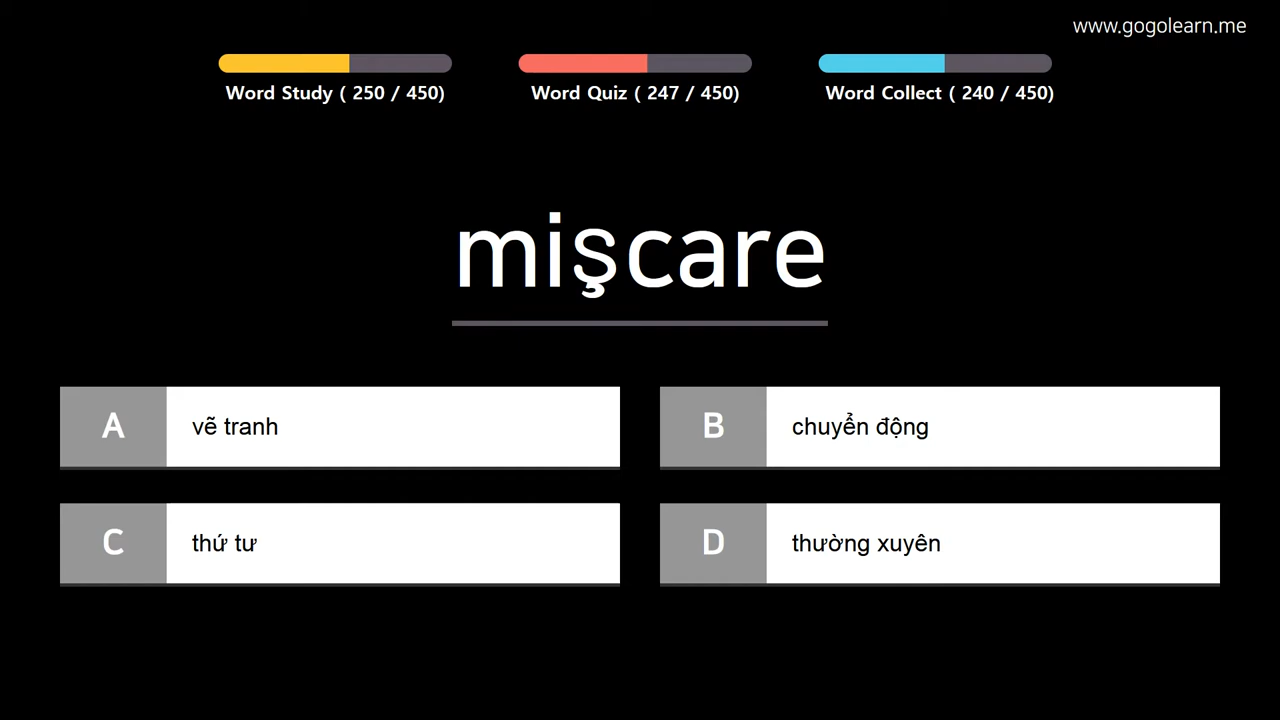 www.gogolearn.me
Word Study ( 250 / 450)
Word Quiz ( 247 / 450)
Word Collect ( 240 / 450)
mişcare
A
vẽ tranh
B
chuyển động
C
thứ tư
D
thường xuyên